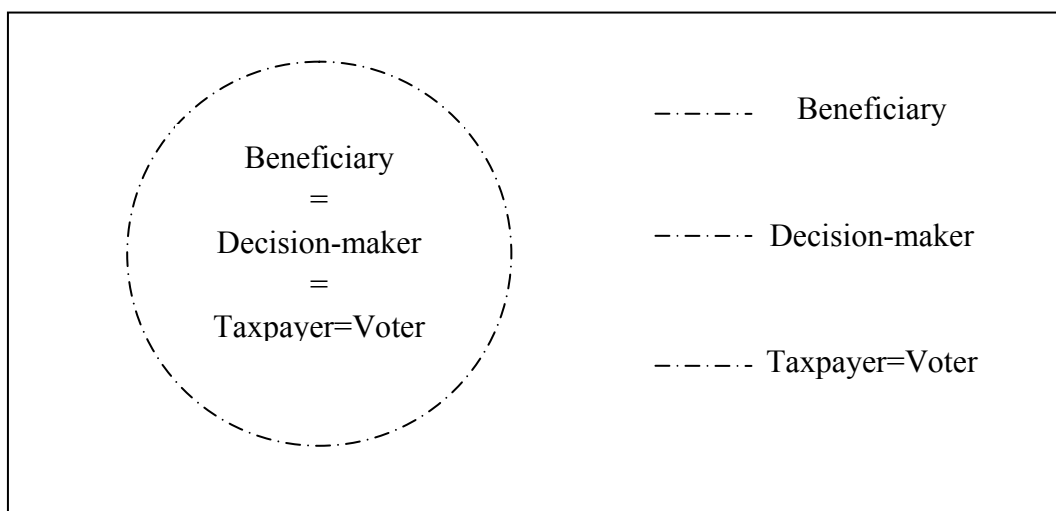 Beneficiary
=
Decision-maker
=
Taxpayer=Voter
Beneficiary
Decision-maker
Taxpayer=Voter